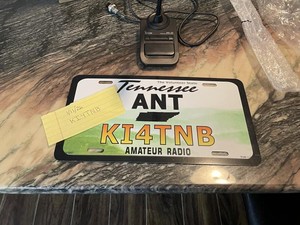 The Volunteer State
Tennessee
ANT
KI4TNB
AMATEUR RADIO